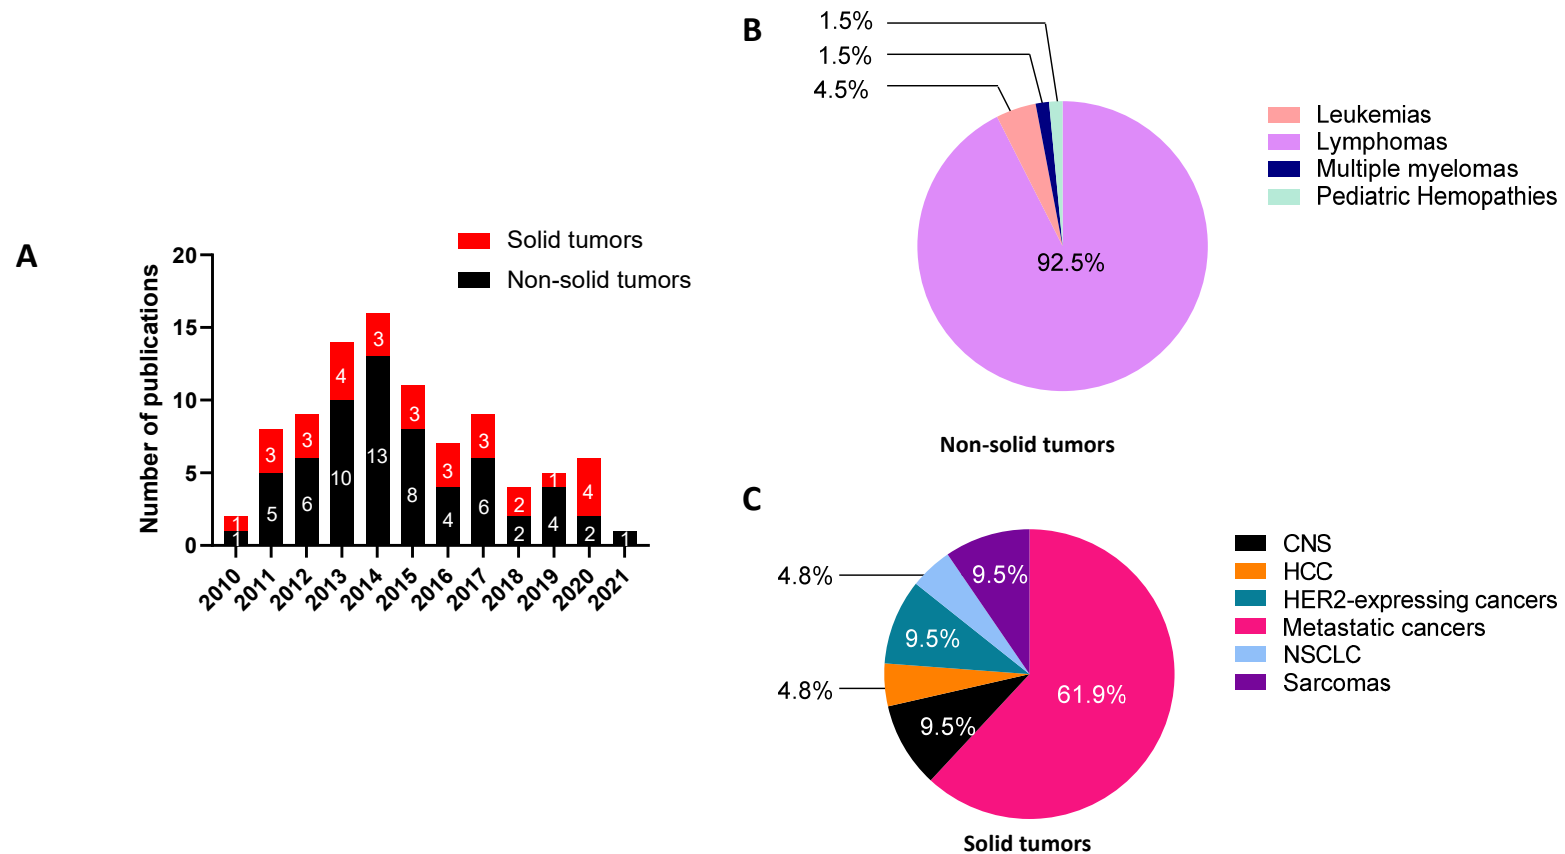 A
Solid tumors
Non-solid tumors
Number of publications
20
15
10
5
0
1
3
3
4
3
3
3
3
2
1
4
1
5
6
10
13
8
4
6
2
4
2
1
2010
2011
2012
2013
2014
2015
2016
2017
2018
2019
2020
2021
B
1.5%
1.5%
4.5%
92.5%
Leukemias
Lymphomas
Multiple myelomas
Pediatric Hemopathies
Non-solid tumors
C
4.8%
4.8%
9.5%
9.5%
9.5%
61.9%
CNS
HCC
HER2-expressing cancers
Metastatic cancers
NSCLC
Sarcomas
Solid tumors